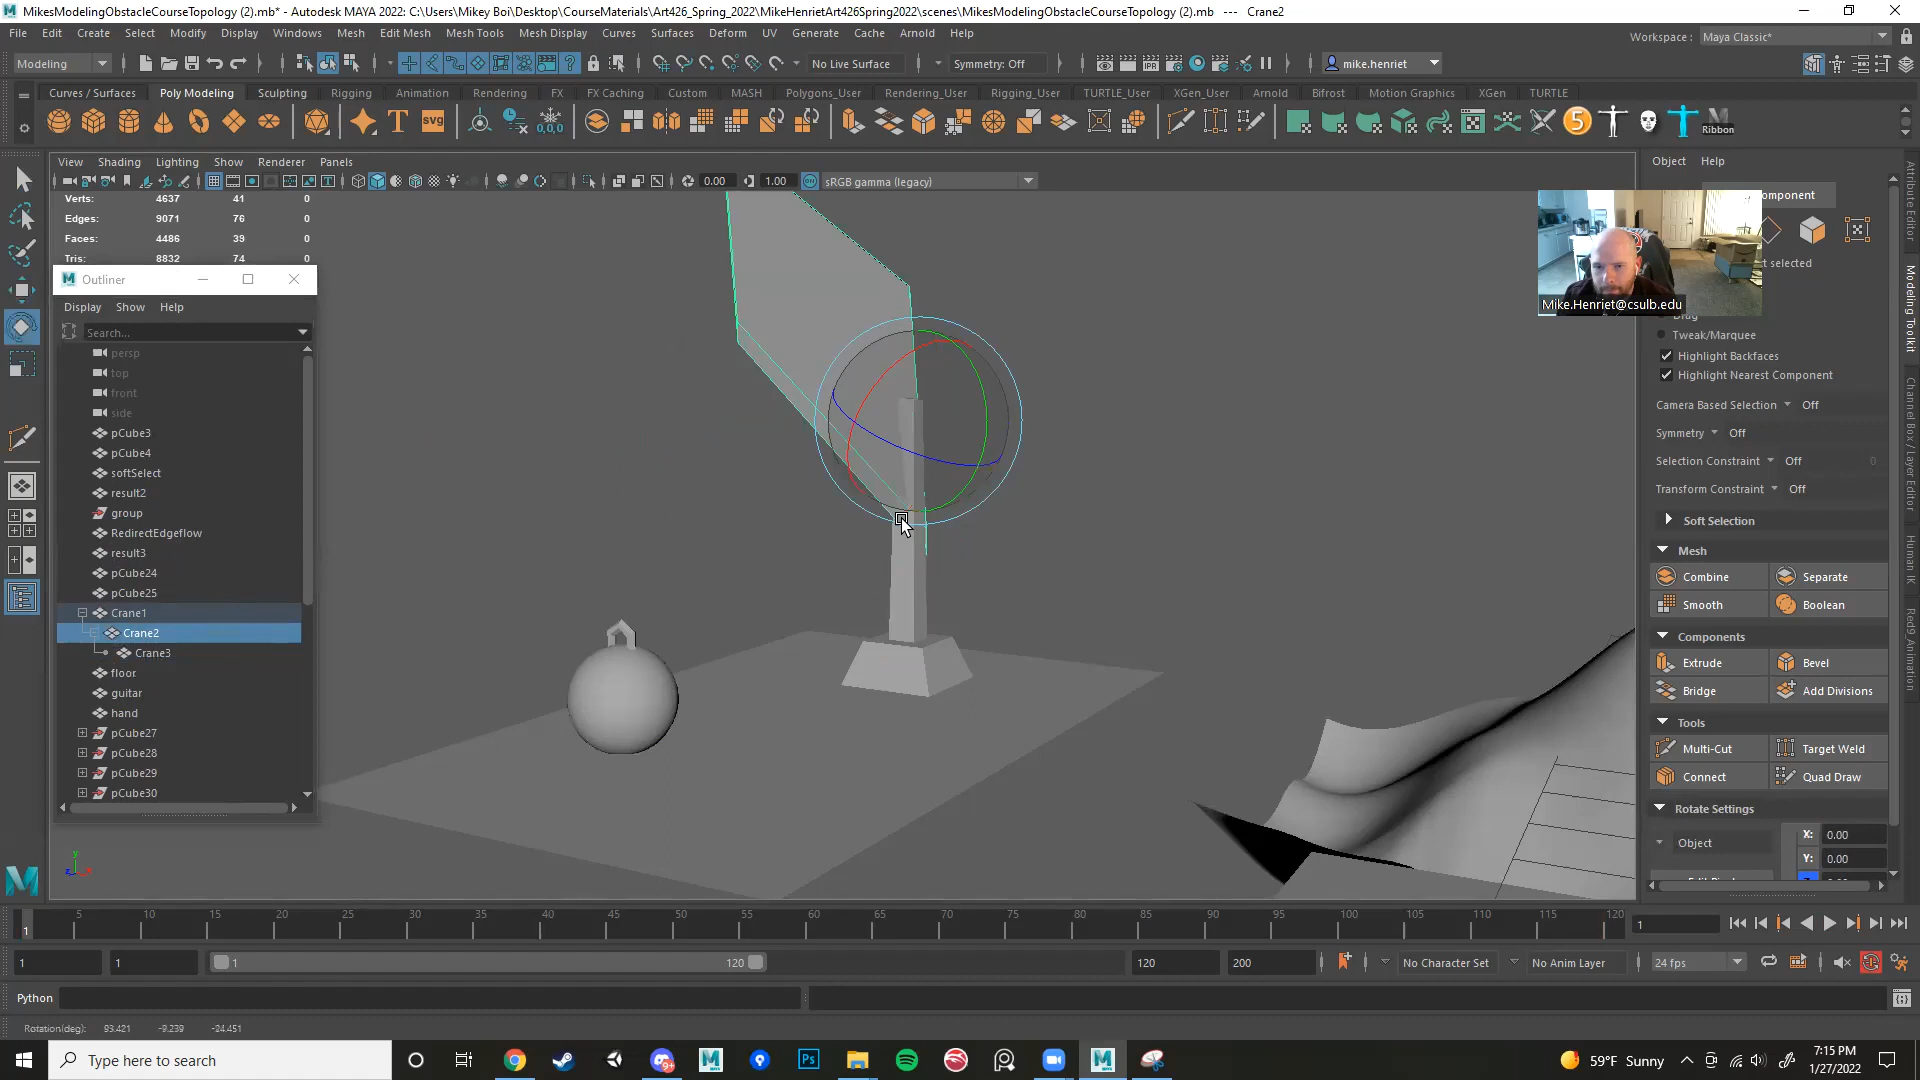 MikesModelingObstacleCourseTopology (2).mb* - Autodesk MAYA 2022: C:\Users\Mikey Boi\Desktop\CourseMaterials\Art426_Spring_2022\MikeHenrietArt426Spring2022\scenes\MikesModelingObstacleCourseTopology (2).mb --- Crane2
File Edit Create Select Modify Display Windows Mesh Edit Mesh Mesh Tools Mesh Display Curves Surfaces Deform UV Generate Cache Arnold Help
Workspace : Maya Classic*
Modeling No Live Surface Symmetry: Off mike.henriet
Curves / Surfaces Poly Modeling Sculpting Rigging Animation Rendering FX FX Caching Custom MASH Polygons_User Rendering_User Rigging_User TURTLE_User XGen_User Arnold Bifrost Motion Graphics XGen TURTLE
T svg 0,0,0 IPR 5 Ribbon
View Shading Lighting Show Renderer Panels
0.00 1.00 sRGB gamma (legacy)
Verts: 4637 41 0
Edges: 9071 76 0
Faces: 4486 39 0
Tris: 8832 74 0
Outliner
Display Show Help
Search...
persp
top
front
side
pCube3
pCube4
softSelect
result2
group
RedirectEdgeflow
result3
pCube24
pCube25
Crane1
Crane2
Crane3
floor
guitar
hand
pCube27
pCube28
pCube29
pCube30
Mike.Henriet@csulb.edu
Object Help
omponent
t selected
Drag
Tweak/Marquee
Highlight Backfaces
Highlight Nearest Component
Camera Based Selection Off
Symmetry Off
Selection Constraint Off 0
Transform Constraint Off
Soft Selection
Mesh
Combine Separate
Smooth Boolean
Components
Extrude Bevel
Bridge Add Divisions
Tools
Multi-Cut Target Weld
Connect Quad Draw
Rotate Settings
Object X: 0.00
Y: 0.00
Attribute Editor
Modeling Toolkit
Channel Box / Layer Editor
Human IK
Red9_Animation
y
5 10 15 20 25 30 35 40 45 50 55 60 65 70 75 80 85 90 95 100 105 110 115 120
1 1
1 1 1 120 120 200 No Character Set No Anim Layer 24 fps
Python
Rotation(deg): 93.421 -9.239 -24.451
Type here to search
Ps
59°F Sunny
7:15 PM
1/27/2022